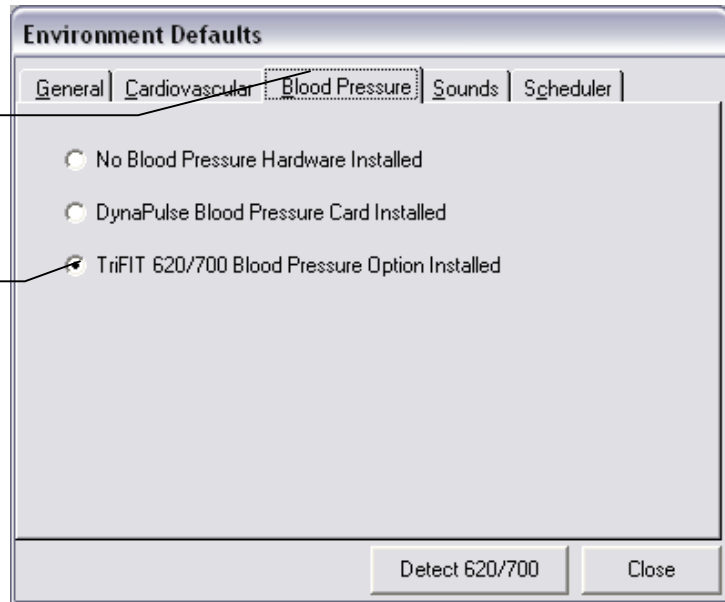 Environment Defaults
General Cardiovascular Blood Pressure Sounds Scheduler
No Blood Pressure Hardware Installed
DynaPulse Blood Pressure Card Installed
TriFIT 620/700 Blood Pressure Option Installed
Detect 620/700 Close